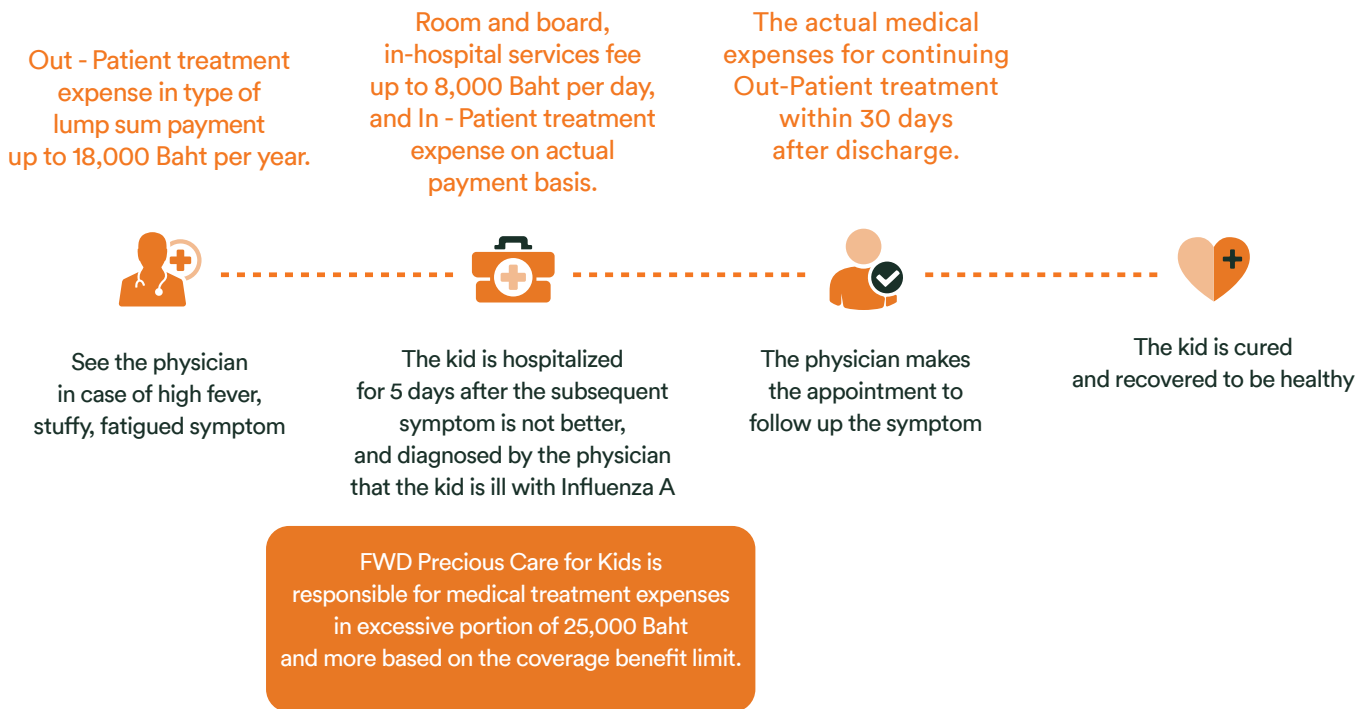 Out - Patient treatment
expense in type of
lump sum payment
up to 18,000 Baht per year.
Room and board,
in-hospital services fee
up to 8,000 Baht per day,
and In - Patient treatment
expense on actual
payment basis.
The actual medical
expenses for continuing
Out-Patient treatment
within 30 days
after discharge.
See the physician
in case of high fever,
stuffy, fatigued symptom
The kid is hospitalized
for 5 days after the subsequent
symptom is not better,
and diagnosed by the physician
that the kid is ill with Influenza A
The physician makes
the appointment to
follow up the symptom
The kid is cured
and recovered to be healthy
FWD Precious Care for Kids is
responsible for medical treatment expenses
in excessive portion of 25,000 Baht
and more based on the coverage benefit limit.